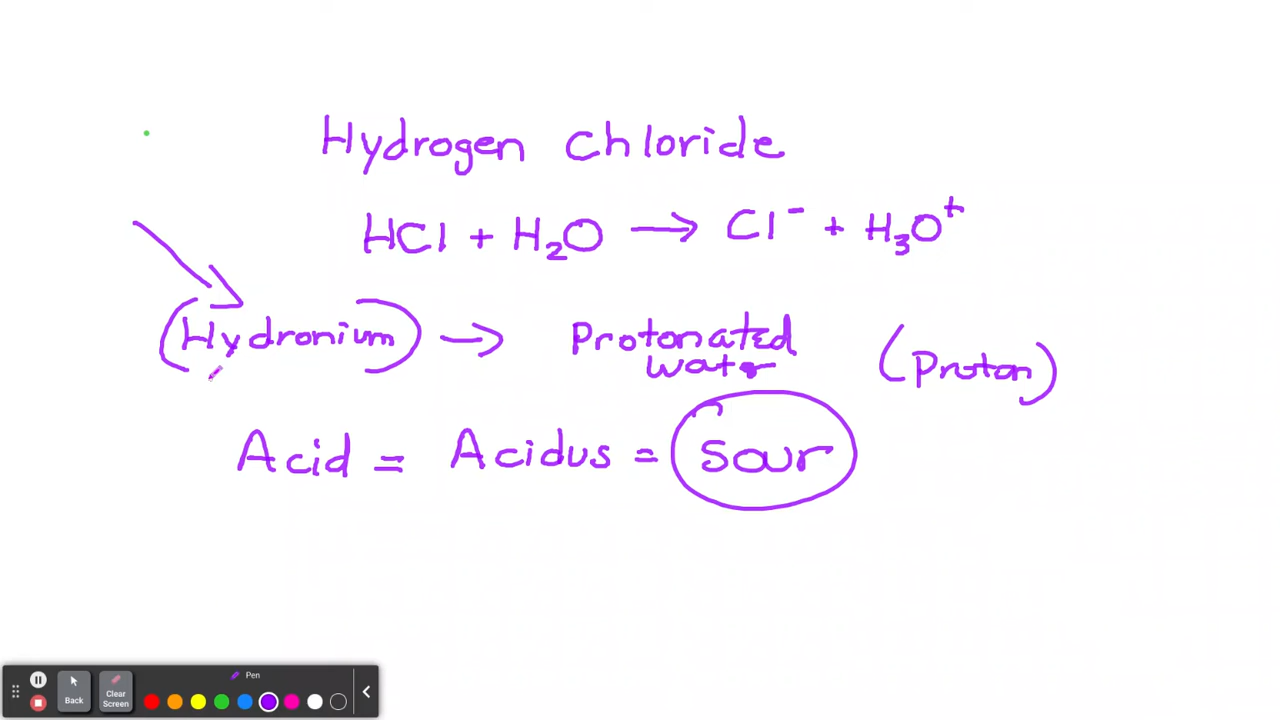 Hydrogen Chloride
HCl + H₂O → Cl⁻ + H₃O⁺
(Hydronium) → Protonated
water
(Proton)
Acid = Acidus = Sour
Pen
Back
Clear
Screen